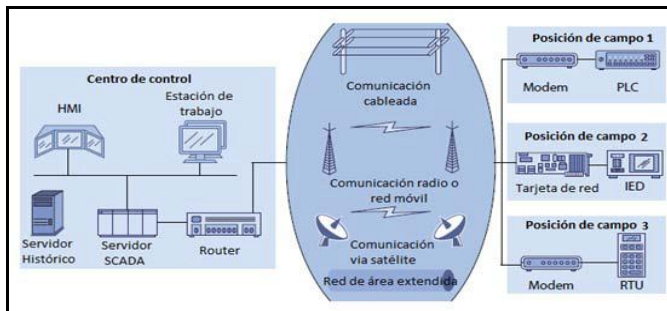 Centro de control
HMI
Estación de
trabajo
Servidor
Histórico
Servidor
SCADA
Router
Comunicación
cableada
Comunicación radio o
red móvil
Comunicación
via satélite
Red de área extendida
Posición de campo 1
Modem
PLC
Posición de campo 2
Tarjeta de red
IED
Posición de campo 3
Modem
RTU